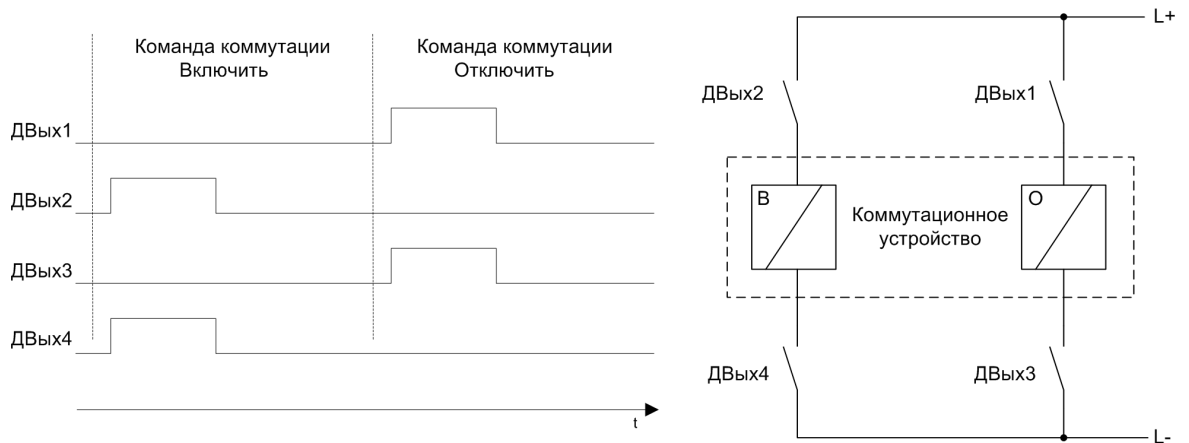 Команда коммутации
Включить
Команда коммутации
Отключить
ДВых1
ДВых2
ДВых3
ДВых4
t
L+
ДВых2
ДВых1
В
О
Коммутационное
устройство
ДВых4
ДВых3
L-